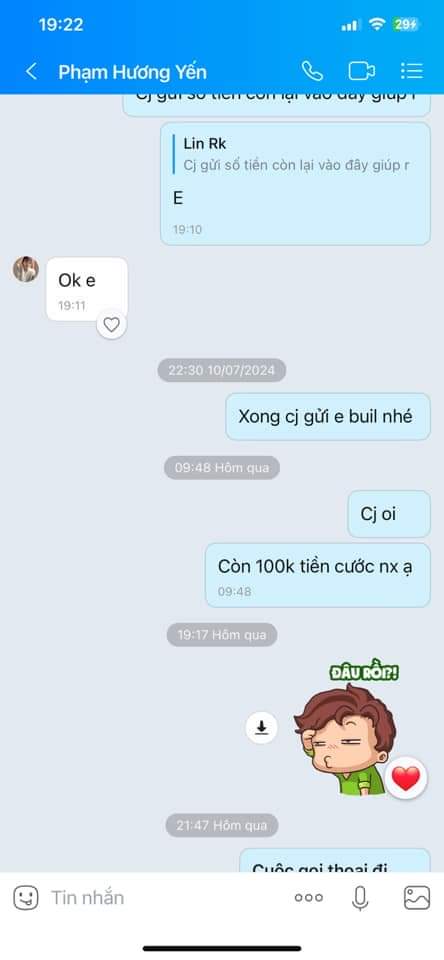 19:22
29
Phạm Hương Yến
Cj gửi số tiền còn lại vào đây giúp r
Lin Rk
Cj gửi số tiền còn lại vào đây giúp r
E
19:10
Ok e
19:11
22:30 10/07/2024
Xong cj gửi e buil nhé
09:48 Hôm qua
Cj oi
Còn 100k tiền cước nx ạ
09:48
19:17 Hôm qua
ĐÂU RỒI?!
21:47 Hôm qua
Cuộc gọi thoại đi
Tin nhắn